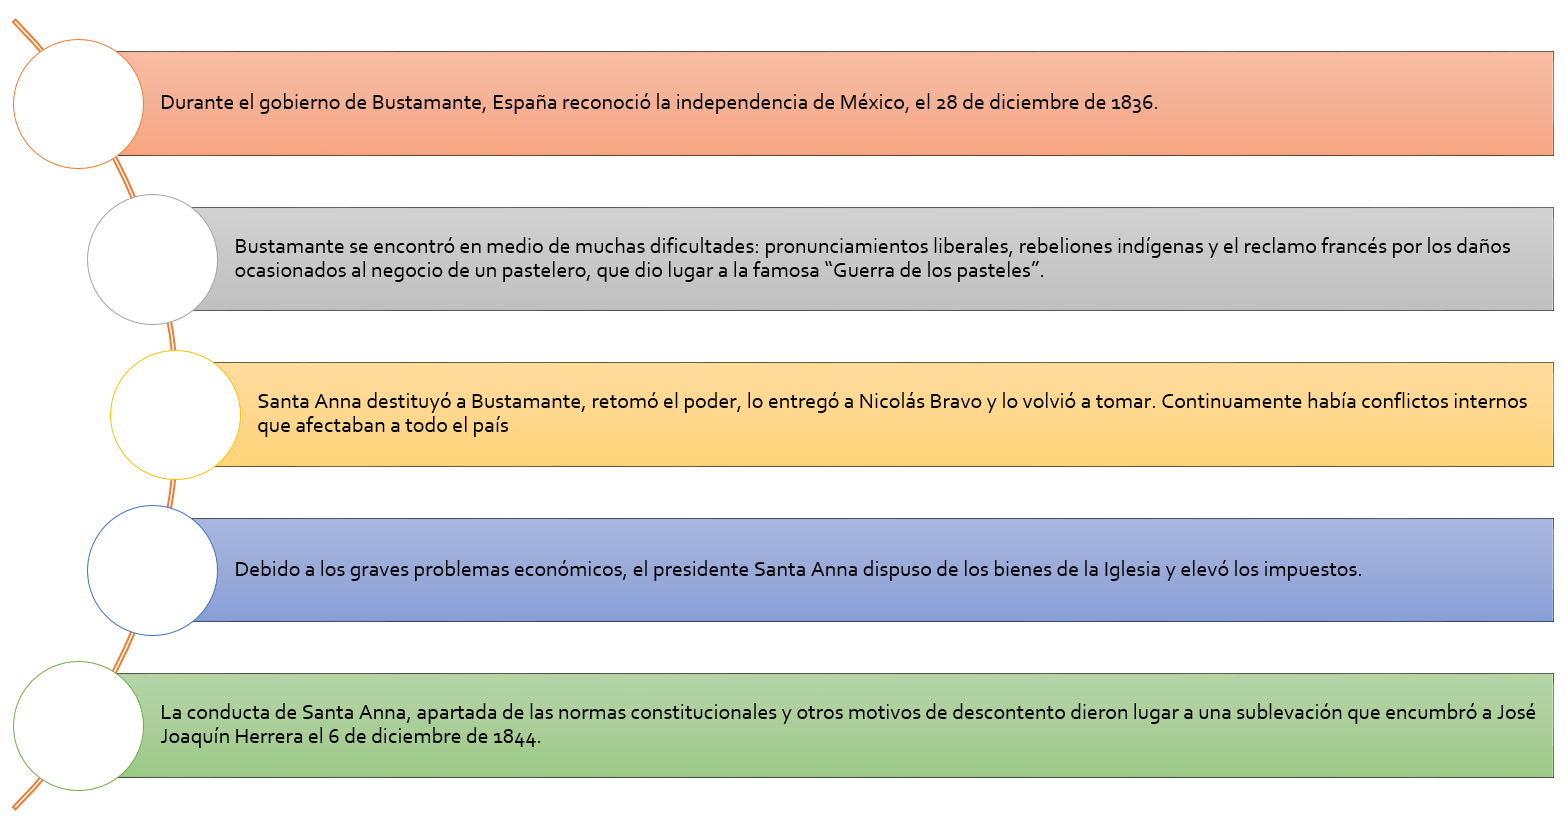 Durante el gobierno de Bustamante, España reconoció la independencia de México, el 28 de diciembre de 1836.
Bustamante se encontró en medio de muchas dificultades: pronunciamientos liberales, rebeliones indígenas y el reclamo francés por los daños
ocasionados al negocio de un pastelero, que dio lugar a la famosa “Guerra de los pasteles”.
Santa Anna destituyó a Bustamante, retomó el poder, lo entregó a Nicolás Bravo y lo volvió a tomar. Continuamente había conflictos internos
que afectaban a todo el país
Debido a los graves problemas económicos, el presidente Santa Anna dispuso de los bienes de la Iglesia y elevó los impuestos.
La conducta de Santa Anna, apartada de las normas constitucionales y otros motivos de descontento dieron lugar a una sublevación que encumbró a José
Joaquín Herrera el 6 de diciembre de 1844.